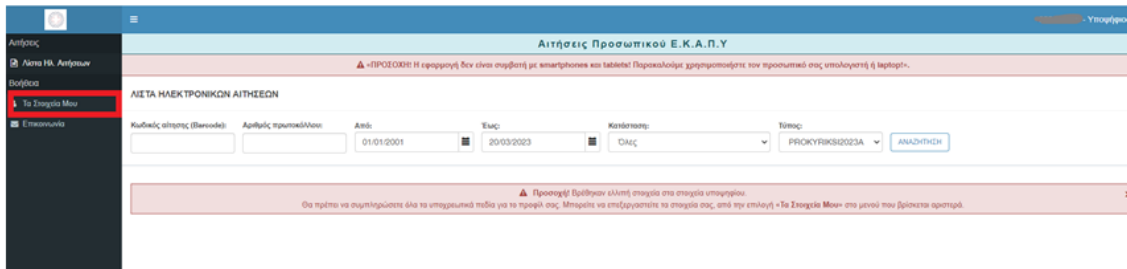 - Υποψήφιος
Αιτήσεις
Λίστα Ηλ. Αιτήσεων
Βοήθεια
Τα Στοιχεία Μου
Επικοινωνία
Αιτήσεις Προσωπικού Ε.Κ.Α.Π.Υ
«ΠΡΟΣΟΧΗ! Η εφαρμογή δεν είναι συμβατή με smartphones και tablets! Παρακαλούμε χρησιμοποιήστε τον προσωπικό σας υπολογιστή ή laptop!».
ΛΙΣΤΑ ΗΛΕΚΤΡΟΝΙΚΩΝ ΑΙΤΗΣΕΩΝ
Κωδικός αίτησης (Barcode): Αριθμός πρωτοκόλλου: Από: Έως: Κατάσταση: Τύπος:
01/01/2001 20/03/2023 Όλες PROKYRIKSI2023A ΑΝΑΖΗΤΗΣΗ
Προσοχή! Βρέθηκαν ελλιπή στοιχεία στα στοιχεία υποψηφίου.
Θα πρέπει να συμπληρώσετε όλα τα υποχρεωτικά πεδία για το προφίλ σας. Μπορείτε να επεξεργαστείτε τα στοιχεία σας, από την επιλογή «Τα Στοιχεία Μου» στο μενού που βρίσκεται αριστερά.